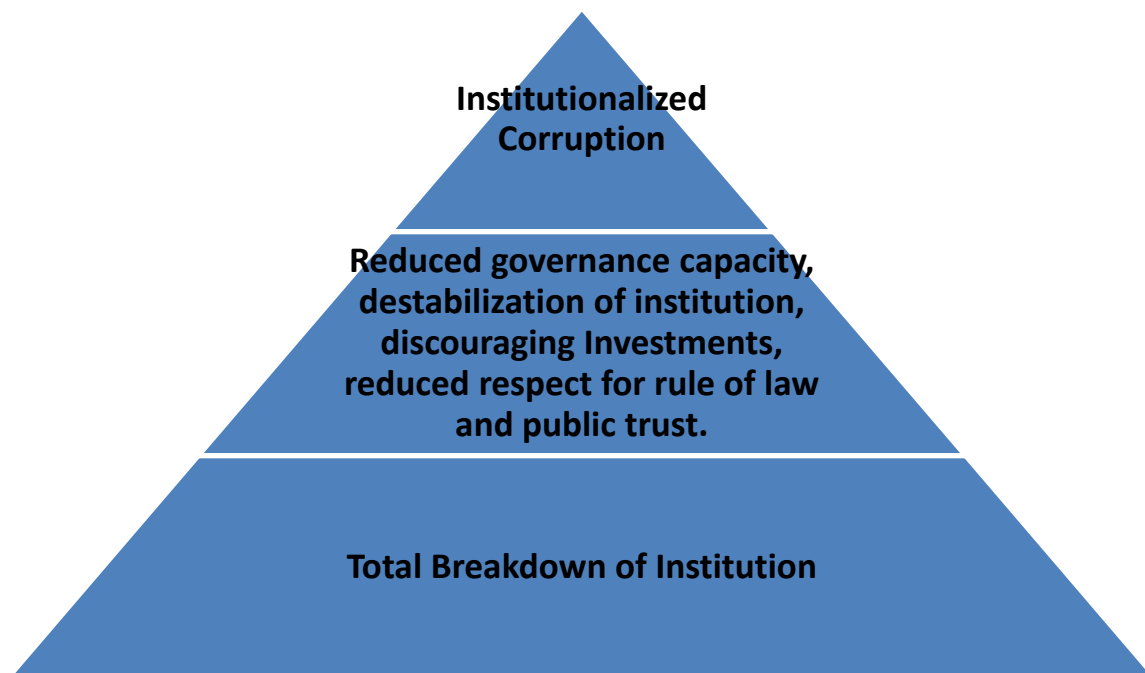 Institutionalized
Corruption
Reduced governance capacity,
destabilization of institution,
discouraging Investments,
reduced respect for rule of law
and public trust.
Total Breakdown of Institution